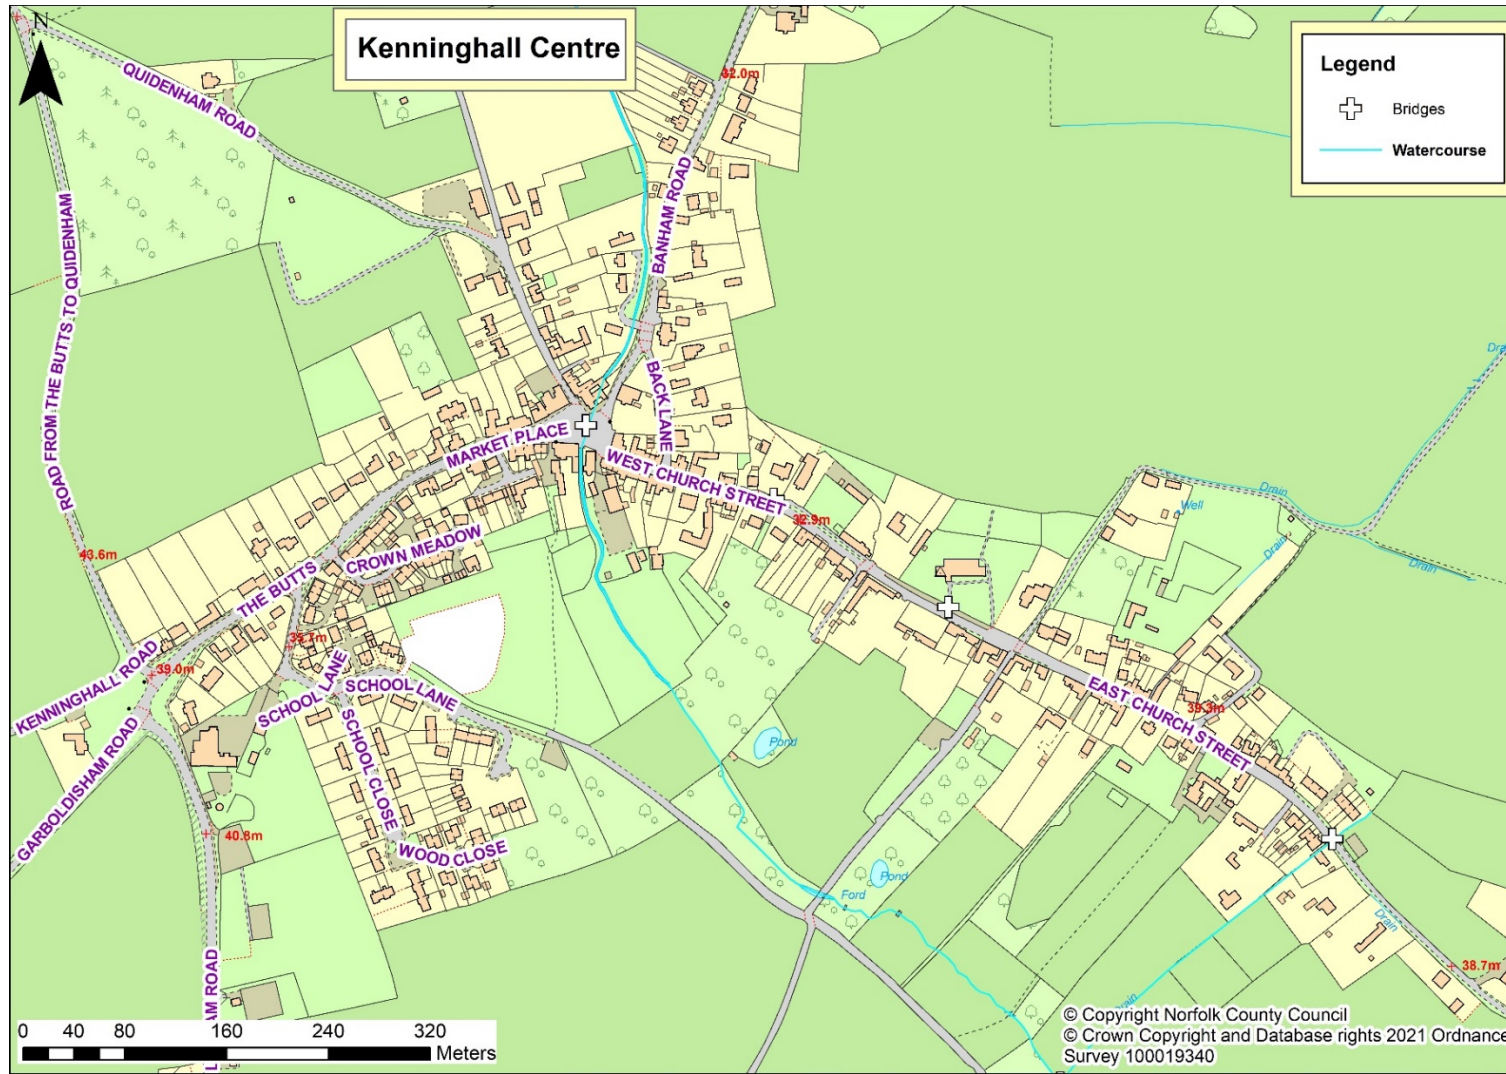 N
Kenninghall Centre
Legend
Bridges
Watercourse
QUIDENHAM ROAD
32.0m
BANHAM ROAD
ROAD FROM THE BUTTS TO QUIDENHAM
BACK LANE
MARKET PLACE
WEST CHURCH STREET
32.9m
Drain
Well
Drain
Drain
43.6m
CROWN MEADOW
THE BUTTS
35.7m
39.0m
KENNINGHALL ROAD
SCHOOL LANE
SCHOOL LANE
SCHOOL CLOSE
GARBOLDISHAM ROAD
EAST CHURCH STREET
39.3m
Pond
40.8m
WOOD CLOSE
Pond
Ford
Drain
38.7m
AM ROAD
Drain
0 40 80 160 240 320
Meters
© Copyright Norfolk County Council
© Crown Copyright and Database rights 2021 Ordnance
Survey 100019340